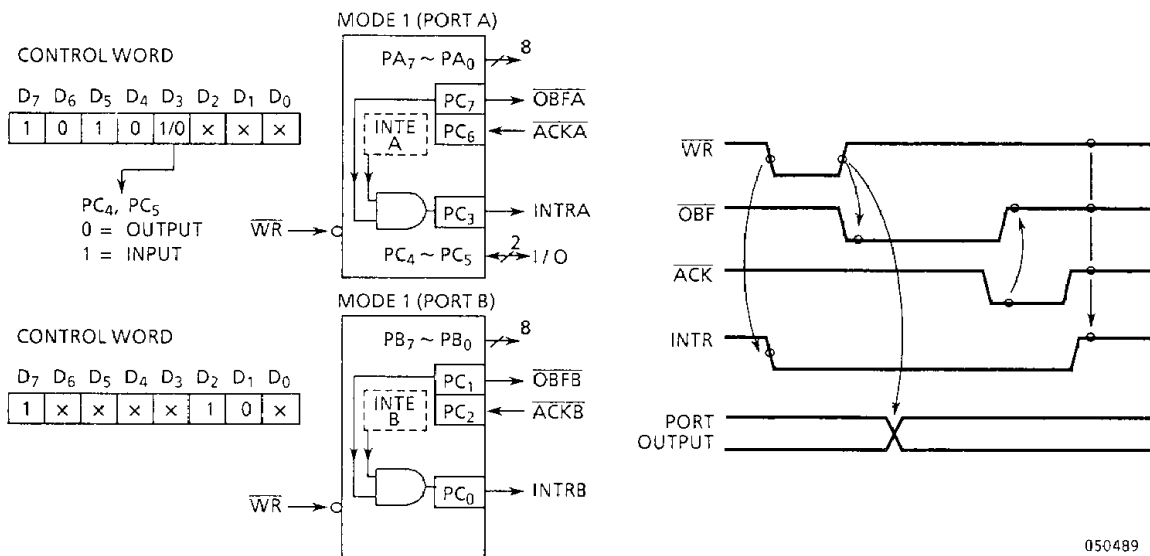 MODE 1 (PORT A)
CONTROL WORD
D7 D6 D5 D4 D3 D2 D1 D0
1 0 1 0 1/0 × × ×
PC4, PC5
0 = OUTPUT
1 = INPUT
PA7 ~ PA0
8
PC7
OBFA
INTE A
PC6
ACKA
PC3
INTRA
WR
PC4 ~ PC5
2
I/O
MODE 1 (PORT B)
CONTROL WORD
D7 D6 D5 D4 D3 D2 D1 D0
1 × × × × 1 0 ×
PB7 ~ PB0
8
PC1
OBFB
INTE B
PC2
ACKB
PC0
INTRB
WR
WR
OBF
ACK
INTR
PORT
OUTPUT
050489